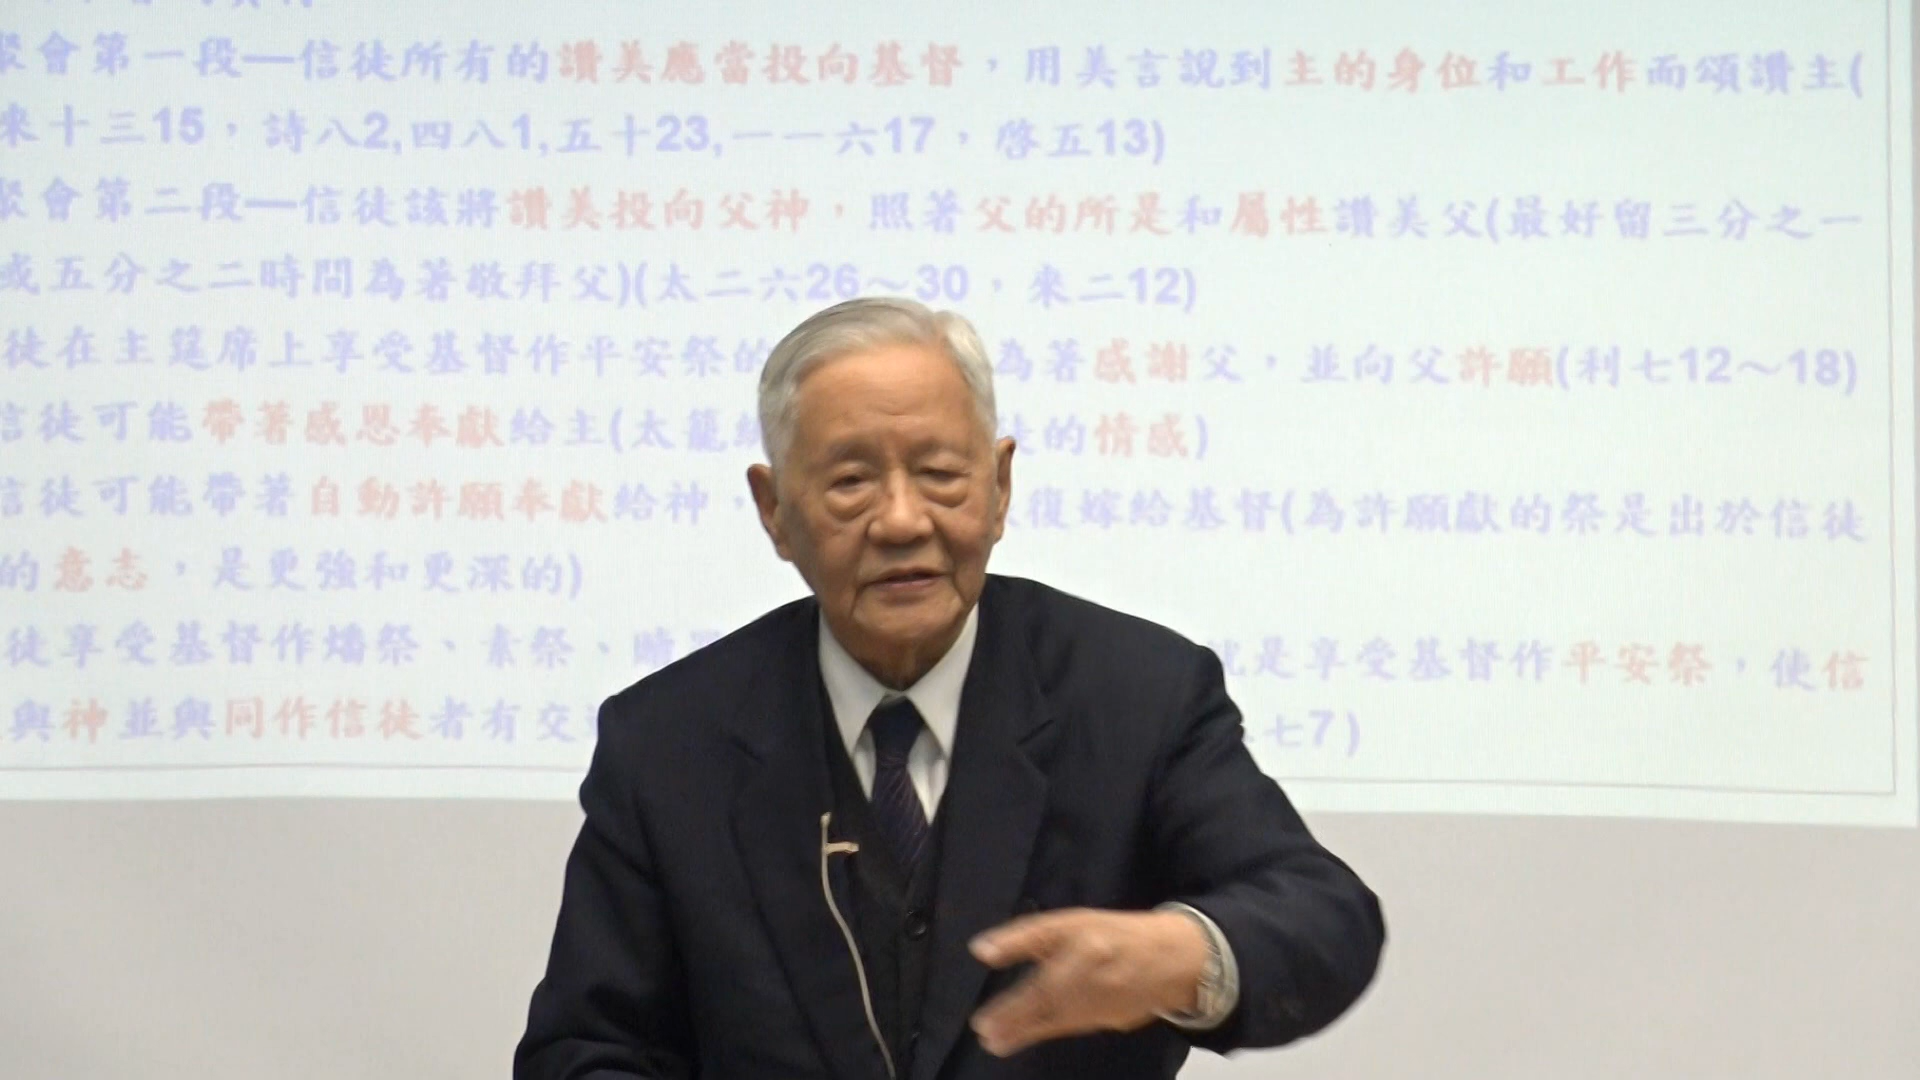 聚會第一段—信徒所有的讚美應當投向基督，用美言說到主的身位和工作而頌讚主(
來十三15，詩八2,四八1,五十23,一一六17，啓五13)
聚會第二段—信徒該將讚美投向父神，照著父的所是和屬性讚美父(最好留三分之一
或五分之二時間為著敬拜父)(太二六26～30，來二12)
徒在主筵席上享受基督作平安祭的 為著感謝父，並向父許願(利七12～18)
信徒可能帶著感恩奉獻給主(太籠 徒的情感)
信徒可能帶著自動許願奉獻給神， 復嫁給基督(為許願獻的祭是出於信徒
的意志，是更強和更深的)
徒享受基督作燔祭、素祭、贖 就是享受基督作平安祭，使信
與神並與同作信徒者有交 七7)